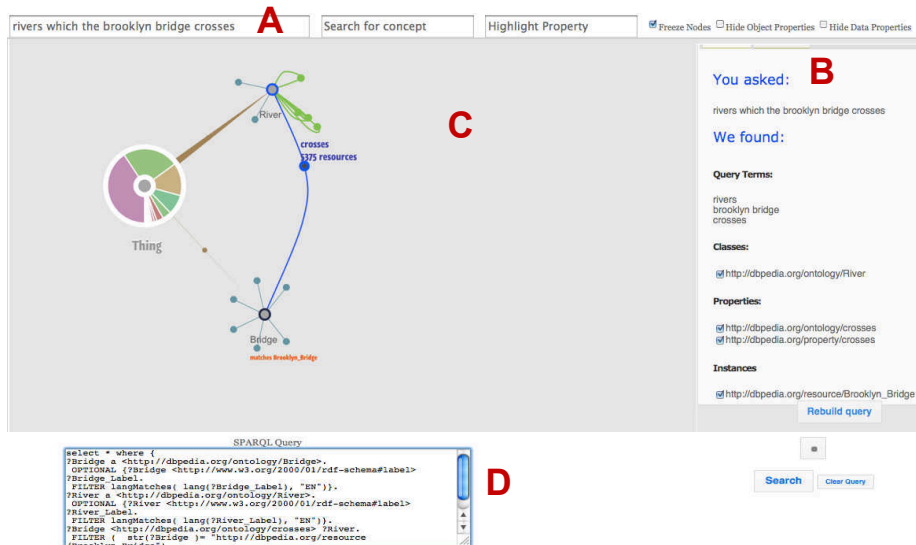 rivers which the brooklyn bridge crosses
A
Search for concept
Highlight Property
Freeze Nodes
Hide Object Properties
Hide Data Properties
B
You asked:
rivers which the brooklyn bridge crosses
We found:
Query Terms:
rivers
brooklyn bridge
crosses
Classes:
http://dbpedia.org/ontology/River
Properties:
http://dbpedia.org/ontology/crosses
http://dbpedia.org/property/crosses
Instances
http://dbpedia.org/resource/Brooklyn_Bridge
Rebuild query
C
River
crosses
5375 resources
Thing
Bridge
matches Brooklyn_Bridge
SPARQL Query
select * where {
?Bridge a <http://dbpedia.org/ontology/Bridge>.
OPTIONAL {?Bridge <http://www.w3.org/2000/01/rdf-schema#label>
?Bridge_Label.
FILTER langMatches( lang(?Bridge_Label), "EN")}.
?River a <http://dbpedia.org/ontology/River>.
OPTIONAL {?River <http://www.w3.org/2000/01/rdf-schema#label>
?River_Label.
FILTER langMatches( lang(?River_Label), "EN")}.
?Bridge <http://dbpedia.org/ontology/crosses> ?River.
FILTER ( str(?Bridge )= "http://dbpedia.org/resource
D
Search
Clear Query